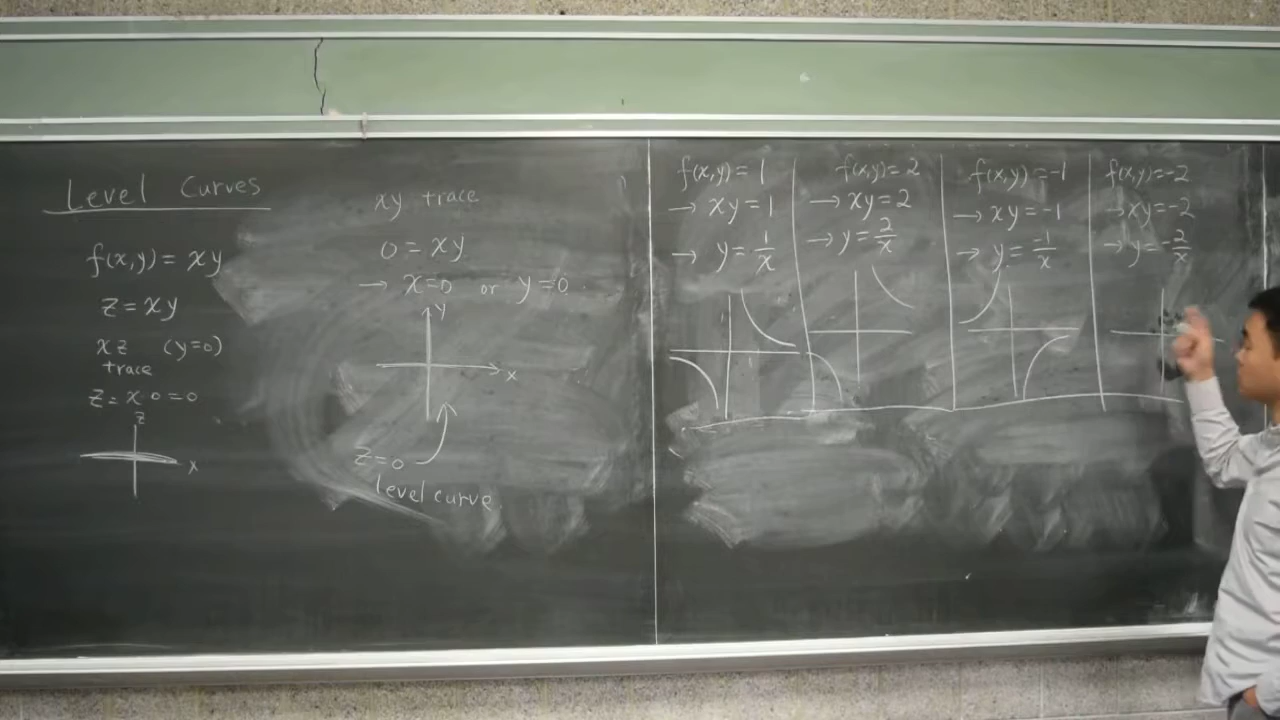 Level Curves
f(x,y) = xy
z = xy
xz (y=0)
trace
z = x·0 = 0
z
x
xy trace
0 = xy
→ x=0 or y=0
y
x
z=0
level curve
f(x,y) = 1
→ xy = 1
→ y = 1/x
f(x,y) = 2
→ xy = 2
→ y = 2/x
f(x,y) = -1
→ xy = -1
→ y = -1/x
f(x,y) = -2
→ xy = -2
→ y = -2/x